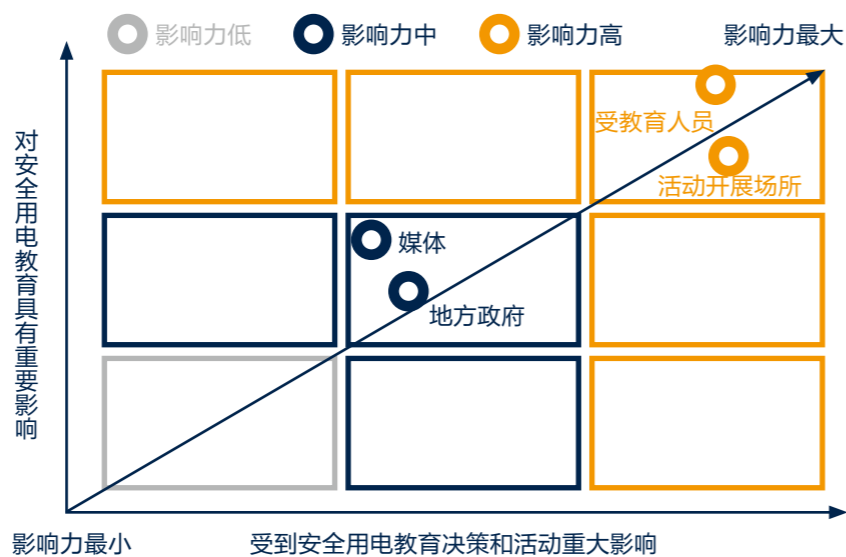 影响力低 影响力中 影响力高 影响力最大
受教育人员
活动开展场所
媒体
地方政府
对安全用电教育具有重要影响
影响力最小 受到安全用电教育决策和活动重大影响